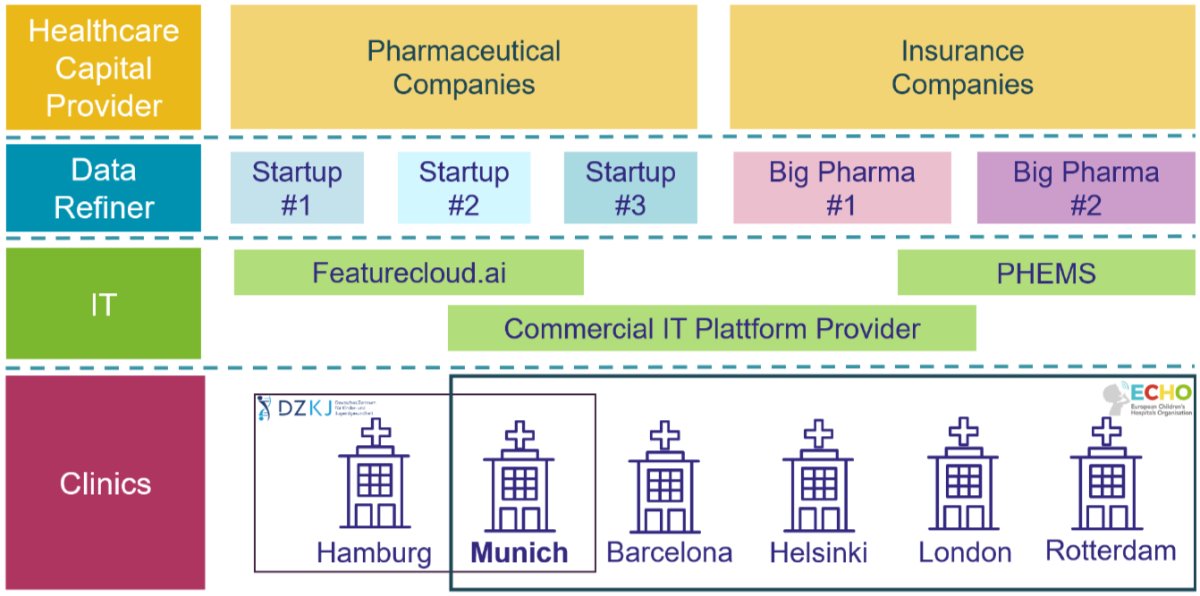 Healthcare
Capital
Provider
Pharmaceutical
Companies
Insurance
Companies
Data
Refiner
Startup
#1
Startup
#2
Startup
#3
Big Pharma
#1
Big Pharma
#2
IT
Featurecloud.ai
PHEMS
Commercial IT Plattform Provider
Clinics
DZKJ
Deutsches Zentrum
für Kinder- und
Jugendgesundheit
ECHO
European Children's
Hospitals Organisation
Hamburg
Munich
Barcelona
Helsinki
London
Rotterdam